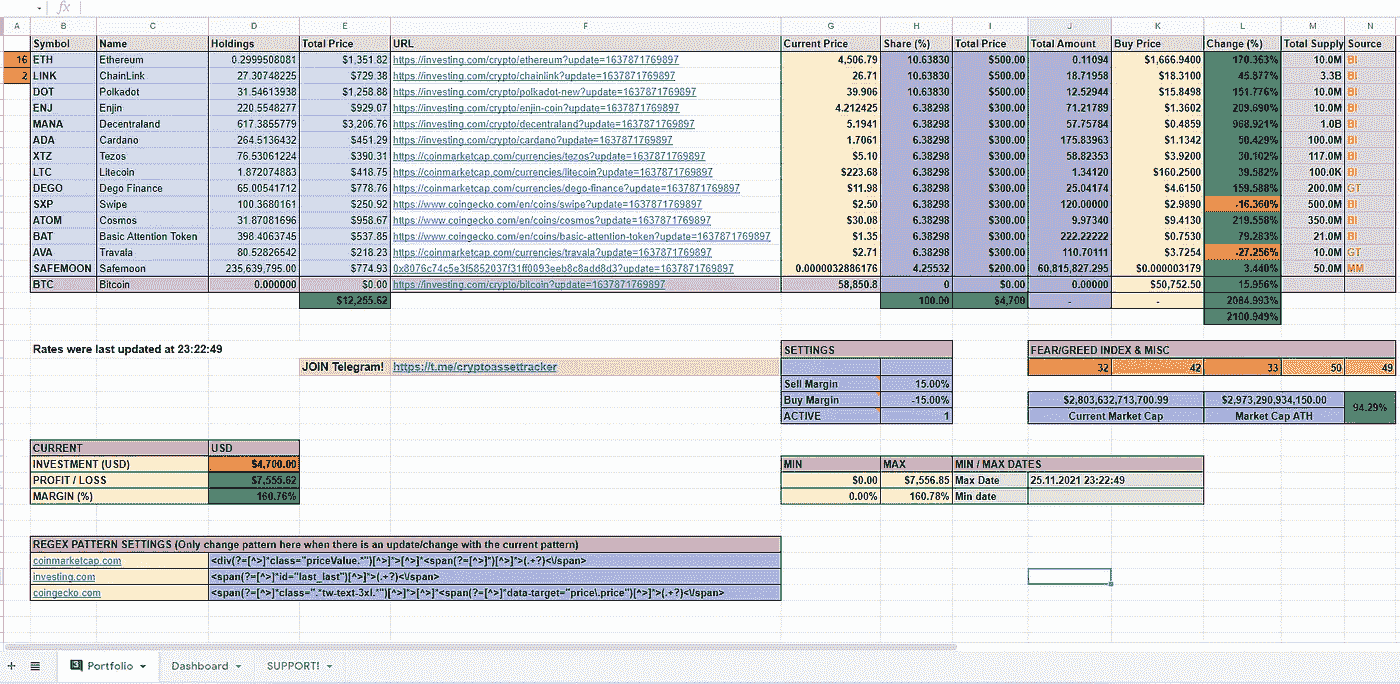 fx
A B C D E F G H I J K L M N
Symbol Name Holdings Total Price URL Current Price Share (%) Total Price Total Amount Buy Price Change (%) Total Supply Source
16 ETH Ethereum 0.2999508081 $1,351.82 https://investing.com/crypto/ethereum?update=1637871769897 4,506.79 10.63830 $500.00 0.11094 $1,666.9400 170.363% 10.0M BI
2 LINK ChainLink 27.30748225 $729.38 https://investing.com/crypto/chainlink?update=1637871769897 26.71 10.63830 $500.00 18.71958 $18.3100 45.877% 3.3B BI
DOT Polkadot 31.54613938 $1,258.88 https://investing.com/crypto/polkadot-new?update=1637871769897 39.906 10.63830 $500.00 12.52944 $15.8498 151.776% 10.0M BI
ENJ Enjin 220.5548277 $929.07 https://investing.com/crypto/enjin-coin?update=1637871769897 4.212425 6.38298 $300.00 71.21789 $1.3602 209.690% 10.0M BI
MANA Decentraland 617.3855779 $3,206.76 https://investing.com/crypto/decentraland?update=1637871769897 5.1941 6.38298 $300.00 57.75784 $0.4859 968.921% 1.0B BI
ADA Cardano 264.5136432 $451.29 https://investing.com/crypto/cardano?update=1637871769897 1.7061 6.38298 $300.00 175.83963 $1.1342 50.429% 100.0M BI
XTZ Tezos 76.53061224 $390.31 https://coinmarketcap.com/currencies/tezos?update=1637871769897 $5.10 6.38298 $300.00 58.82353 $3.9200 30.102% 117.0M BI
LTC Litecoin 1.872074883 $418.75 https://coinmarketcap.com/currencies/litecoin?update=1637871769897 $223.68 6.38298 $300.00 1.34120 $160.2500 39.582% 100.0K BI
DEGO Dego Finance 65.00541712 $778.76 https://coinmarketcap.com/currencies/dego-finance?update=1637871769897 $11.98 6.38298 $300.00 25.04174 $4.6150 159.588% 200.0M GT
SXP Swipe 100.3680161 $250.92 https://www.coingecko.com/en/coins/swipe?update=1637871769897 $2.50 6.38298 $300.00 120.00000 $2.9890 -16.360% 500.0M BI
ATOM Cosmos 31.87081696 $958.67 https://www.coingecko.com/en/coins/cosmos?update=1637871769897 $30.08 6.38298 $300.00 9.97340 $9.4130 219.558% 350.0M BI
BAT Basic Attention Token 398.4063745 $537.85 https://www.coingecko.com/en/coins/basic-attention-token?update=1637871769897 $1.35 6.38298 $300.00 222.22222 $0.7530 79.283% 21.0M BI
AVA Travala 80.52826542 $218.23 https://coinmarketcap.com/currencies/travala?update=1637871769897 $2.71 6.38298 $300.00 110.70111 $3.7254 -27.256% 10.0M GT
SAFEMOON Safemoon 235,639,795.00 $774.93 0x8076c74c5e3f5852037f31ff0093eeb8c8add8d3?update=1637871769897 0.0000032886176 4.25532 $200.00 60,815,827.295 $0.000003179 3.440% 50.0M MM
BTC Bitcoin 0.000000 $0.00 https://investing.com/crypto/bitcoin?update=1637871769897 58,850.8 0 $0.00 0.00000 $50,752.50 15.956%
$12,255.62 100.00 $4,700 - - 2084.993%
2100.949%
Rates were last updated at 23:22:49 SETTINGS FEAR/GREED INDEX & MISC
JOIN Telegram! https://t.me/cryptoassettracker 32 42 33 50 49
Sell Margin 15.00%
Buy Margin -15.00% $2,803,632,713,700.99 $2,973,290,934,150.00 94.29%
ACTIVE 1 Current Market Cap Market Cap ATH
CURRENT USD
INVESTMENT (USD) $4,700.00 MIN MAX MIN / MAX DATES
PROFIT / LOSS $7,555.62 $0.00 $7,556.85 Max Date 25.11.2021 23:22:49
MARGIN (%) 160.76% 0.00% 160.78% Min date
REGEX PATTERN SETTINGS (Only change pattern here when there is an update/change with the current pattern)
coinmarketcap.com <div(?=[^>]*class="priceValue.*")[^>]*>[^>]*<span(?=[^>]*)[^>]*>(.+?)<\/span>
investing.com <span(?=[^>]*id="last_last")[^>]*>(.+?)<\/span>
coingecko.com <span(?=[^>]*class=".*tw-text-3xl.*")[^>]*>[^>]*<span(?=[^>]*data-target="price\.price")[^>]*>(.+?)<\/span>
+ 3 Portfolio Dashboard SUPPORT!